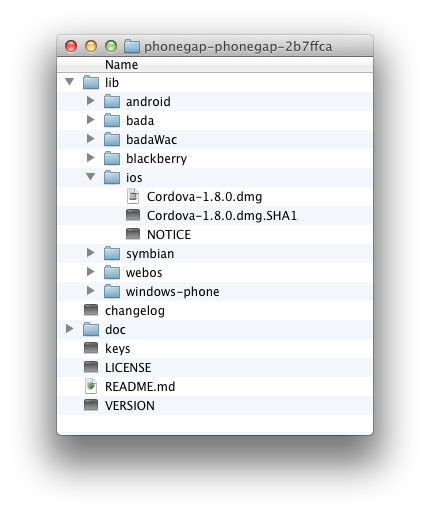 phonegap-phonegap-2b7ffca
Name
lib
android
bada
badaWac
blackberry
ios
Cordova-1.8.0.dmg
Cordova-1.8.0.dmg.SHA1
NOTICE
symbian
webos
windows-phone
changelog
doc
keys
LICENSE
README.md
VERSION